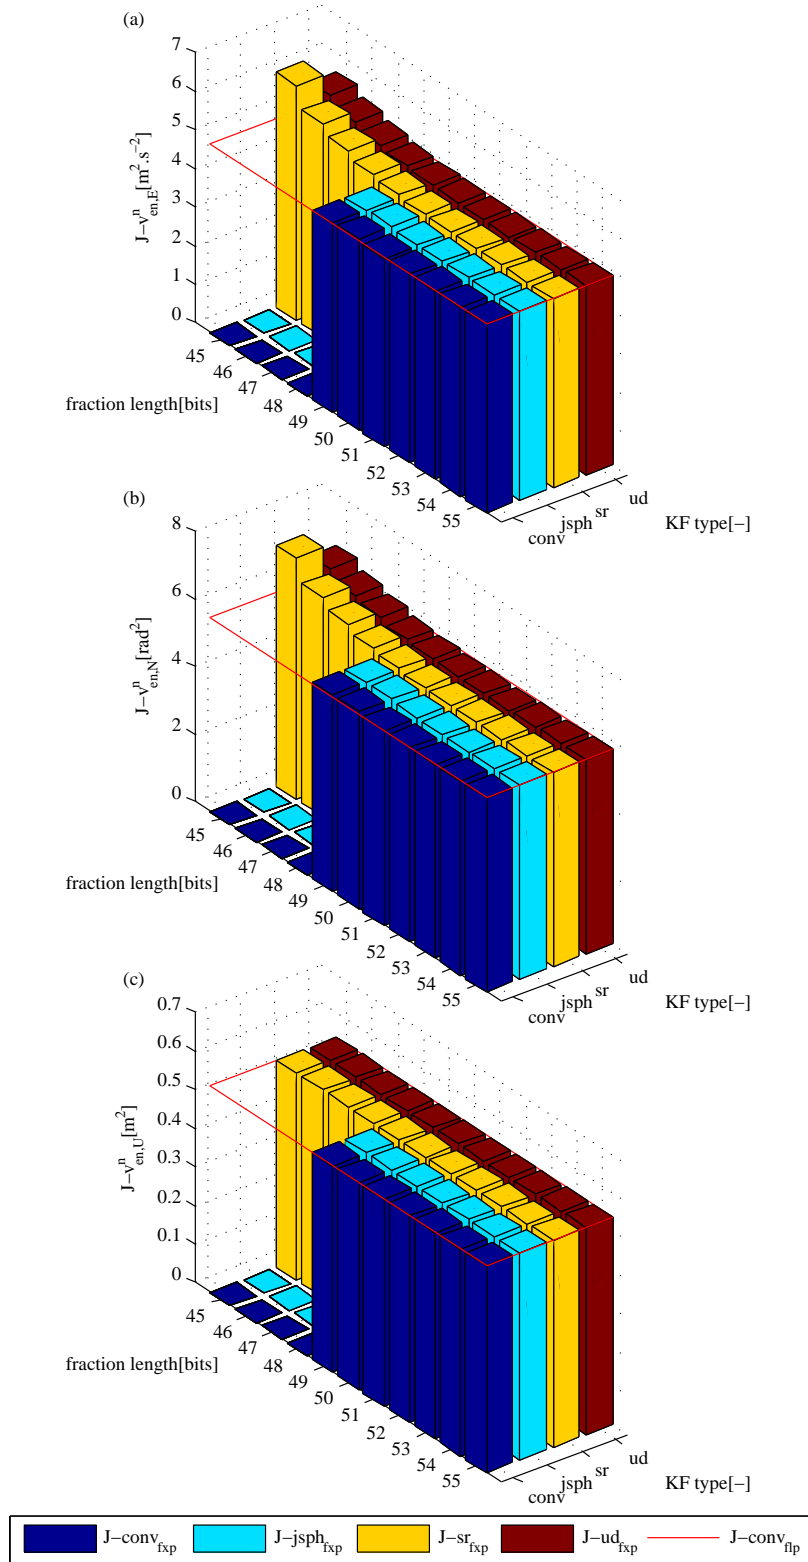 (a)
7
6
5
4
3
2
1
0
J−v^n_en,E[m^2.s^−2]
45
46
47
48
49
50
51
52
53
54
55
fraction length[bits]
conv
jsph
sr
ud
KF type[−]
(b)
8
6
4
2
0
J−v^n_en,N[rad^2]
45
46
47
48
49
50
51
52
53
54
55
fraction length[bits]
conv
jsph
sr
ud
KF type[−]
(c)
0.7
0.6
0.5
0.4
0.3
0.2
0.1
0
J−v^n_en,U[m^2]
45
46
47
48
49
50
51
52
53
54
55
fraction length[bits]
conv
jsph
sr
ud
KF type[−]
J−conv_fxp J−jsph_fxp J−sr_fxp J−ud_fxp J−conv_flp